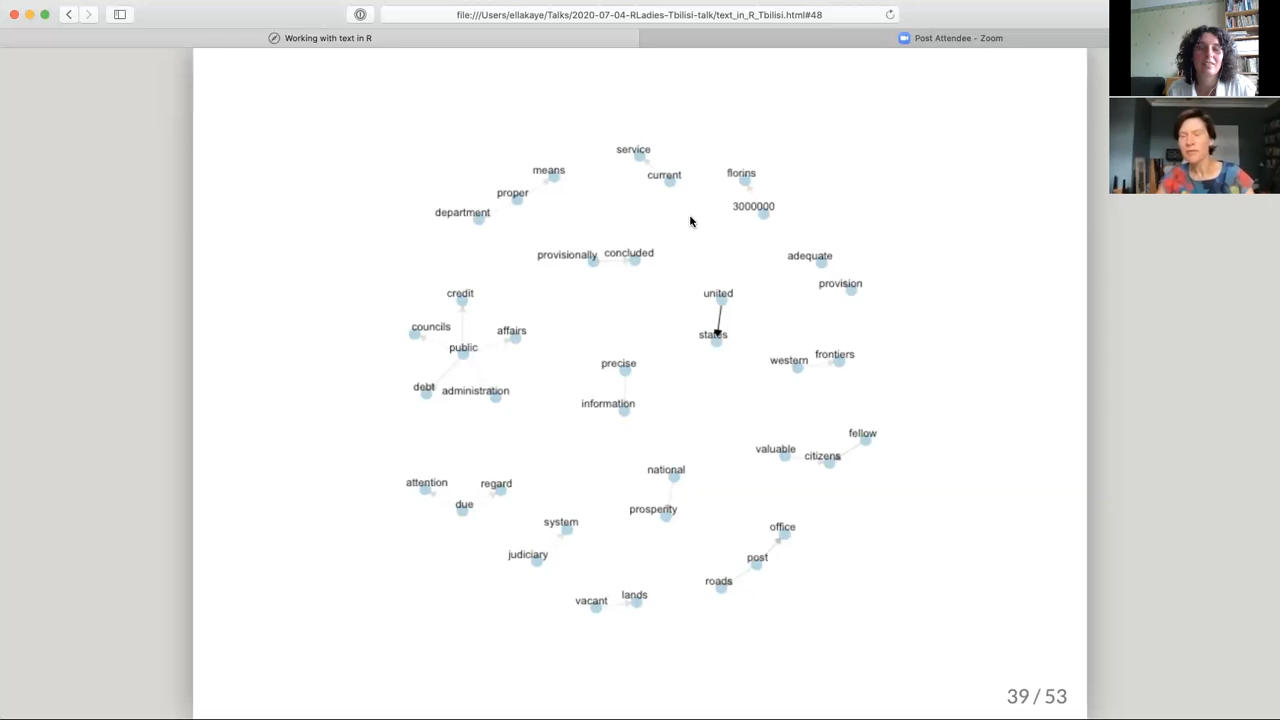 file:///Users/ellakaye/Talks/2020-07-04-RLadies-Tbilisi-talk/text_in_R_Tbilisi.html#48
Working with text in R
Post Attendee - Zoom
service
means
current
florins
proper
3000000
department
provisionally
concluded
adequate
provision
credit
united
councils
affairs
states
public
precise
western
frontiers
debt
administration
information
fellow
valuable
citizens
national
attention
regard
due
prosperity
system
office
judiciary
post
roads
vacant
lands
39 / 53